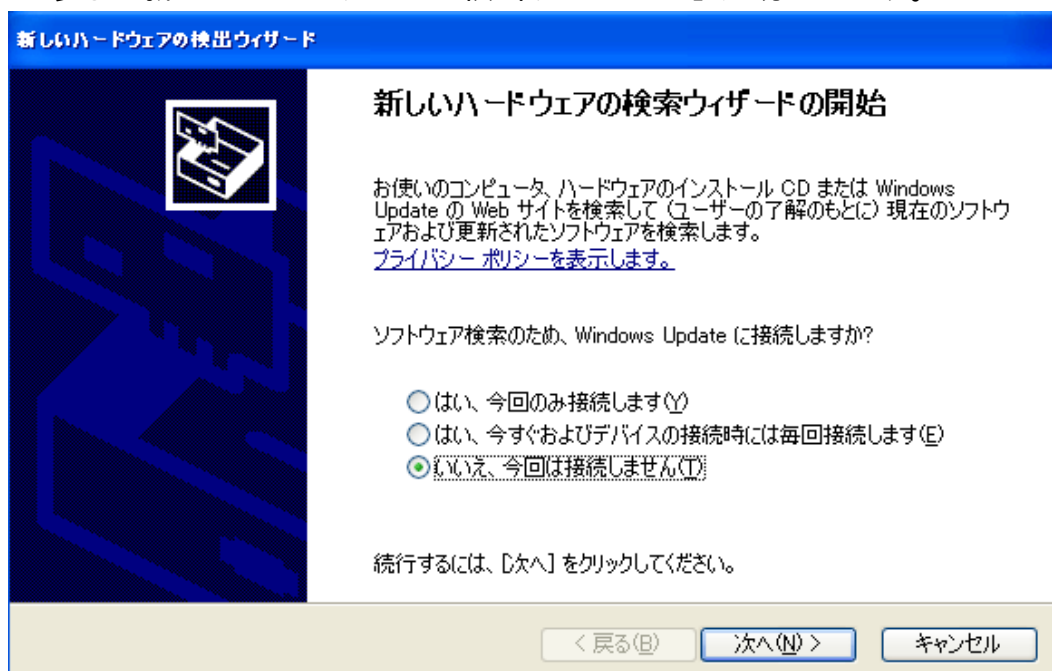 新しいハードウェアの検出ウィザード
新しいハードウェアの検索ウィザードの開始
お使いのコンピュータ、ハードウェアのインストール CD または Windows
Update の Web サイトを検索して (ユーザーの了解のもとに) 現在のソフトウ
ェアおよび更新されたソフトウェアを検索します。
プライバシー ポリシーを表示します。
ソフトウェア検索のため、Windows Update に接続しますか?
はい、今回のみ接続します(Y)
はい、今すぐおよびデバイスの接続時には毎回接続します(E)
いいえ、今回は接続しません(T)
続行するには、[次へ] をクリックしてください。
< 戻る(B)
次へ(N) >
キャンセル